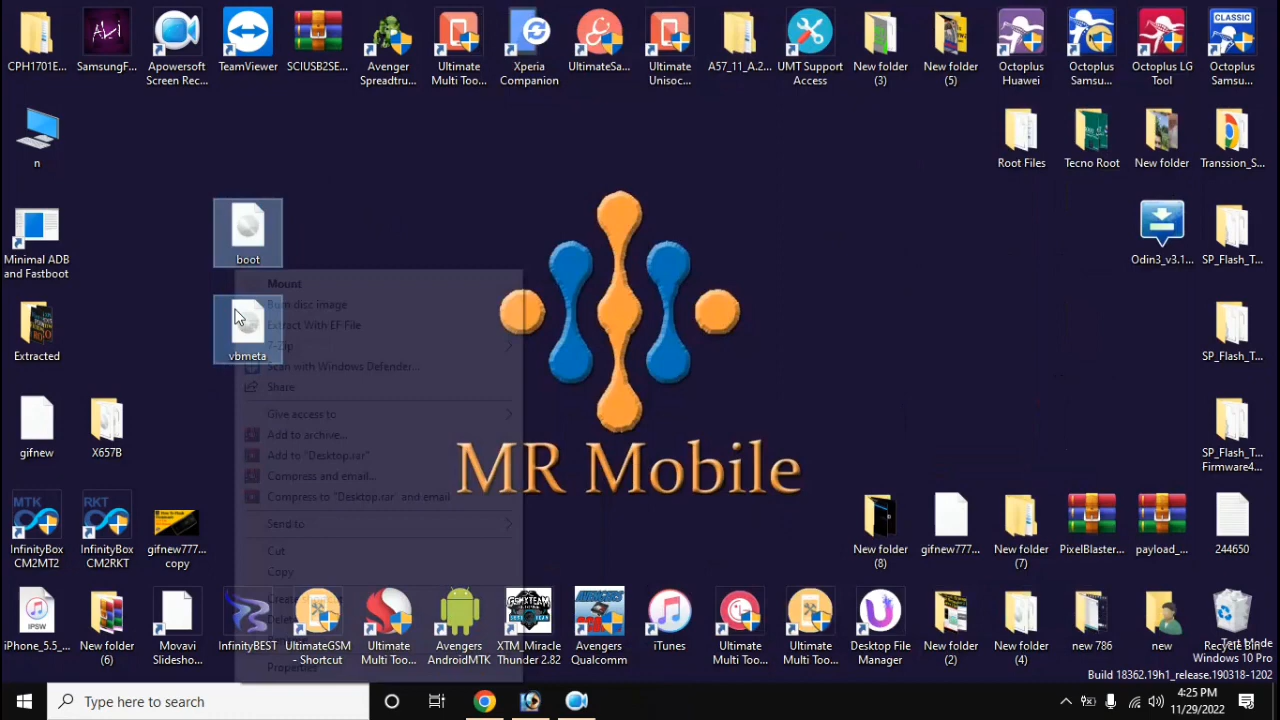 CPH1701E...
SamsungF...
Apowersoft
Screen Rec...
TeamViewer
SCIUSB2SE...
Avenger
Spreadtru...
Ultimate
Multi Too...
Xperia
Companion
UltimateSa...
Ultimate
Unisoc...
A57_11_A.2...
UMT Support
Access
New folder
(3)
New folder
(5)
Octoplus
Huawei
Octoplus
Samsu...
Octoplus LG
Tool
CLASSIC
Octoplus
Samsu...
n
Root Files
Tecno Root
New folder
Transsion_S...
boot
Minimal ADB
and Fastboot
Odin3_v3.1...
SP_Flash_T...
Mount
Burn disc image
Extract With EF File
7-Zip
vbmeta
Scan with Windows Defender...
Share
Give access to
Add to archive...
Add to "Desktop.rar"
Compress and email...
Compress to "Desktop.rar" and email
Send to
Cut
Copy
Properties
Extracted
SP_Flash_T...
gifnew
X657B
SP_Flash_T...
Firmware4...
MR Mobile
MTK
InfinityBox
CM2MT2
RKT
InfinityBox
CM2RKT
gifnew777...
copy
New folder
(8)
gifnew777...
New folder
(7)
PixelBlaster...
payload_...
244650
IPSW
iPhone_5.5_...
New folder
(6)
Movavi
Slidesho...
InfinityBEST
UltimateGSM
- Shortcut
Ultimate
Multi Too...
Avengers
AndroidMTK
XTM_Miracle
Thunder 2.82
AVENGERS
Avengers
Qualcomm
iTunes
Ultimate
Multi Too...
Ultimate
Multi Too...
Desktop File
Manager
New folder
(2)
New folder
(4)
new 786
new
Recycle Bin
Test Mode
Windows 10 Pro
Build 18362.19h1_release.190318-1202
Type here to search
4:25 PM
11/29/2022